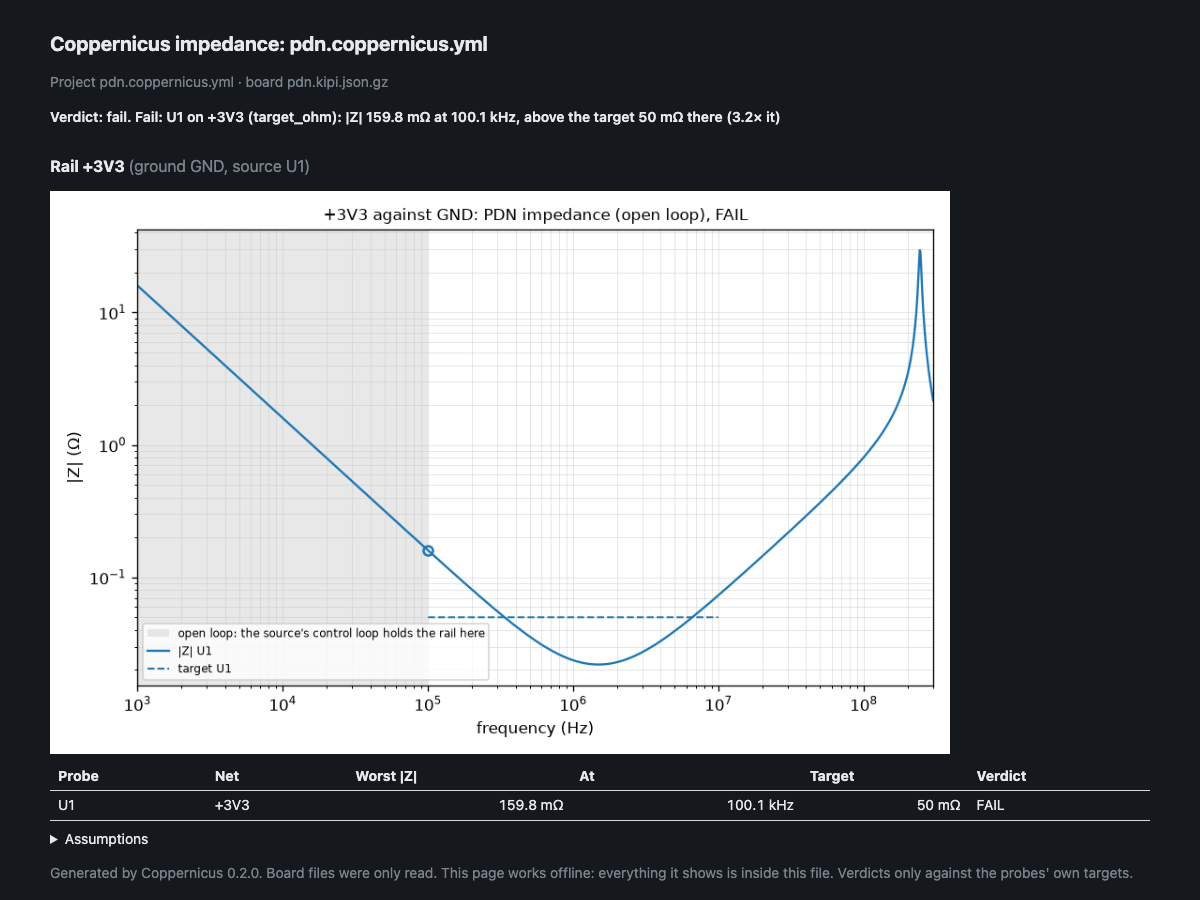 Coppernicus impedance: pdn.coppernicus.yml
Project pdn.coppernicus.yml · board pdn.kipi.json.gz
Verdict: fail. Fail: U1 on +3V3 (target_ohm): |Z| 159.8 mΩ at 100.1 kHz, above the target 50 mΩ there (3.2× it)
Rail +3V3 (ground GND, source U1)
+3V3 against GND: PDN impedance (open loop), FAIL
|Z| (Ω)
10¹
10⁰
10⁻¹
open loop: the source's control loop holds the rail here
|Z| U1
target U1
10³ 10⁴ 10⁵ 10⁶ 10⁷ 10⁸
frequency (Hz)
Probe Net Worst |Z| At Target Verdict
U1 +3V3 159.8 mΩ 100.1 kHz 50 mΩ FAIL
▶ Assumptions
Generated by Coppernicus 0.2.0. Board files were only read. This page works offline: everything it shows is inside this file. Verdicts only against the probes' own targets.